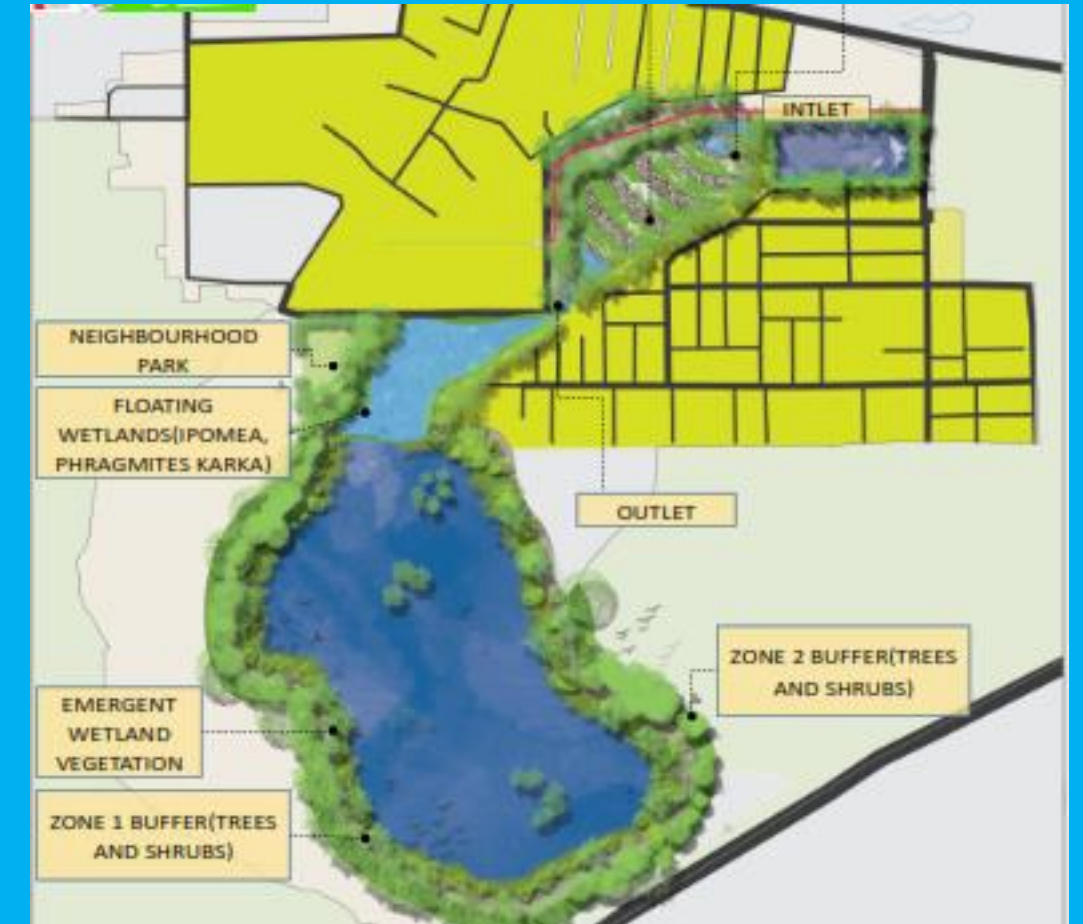 INTLET
NEIGHBOURHOOD
PARK
FLOATING
WETLANDS(IPOMEA,
PHRAGMITES KARKA)
OUTLET
ZONE 2 BUFFER(TREES
AND SHRUBS)
EMERGENT
WETLAND
VEGETATION
ZONE 1 BUFFER(TREES
AND SHRUBS)